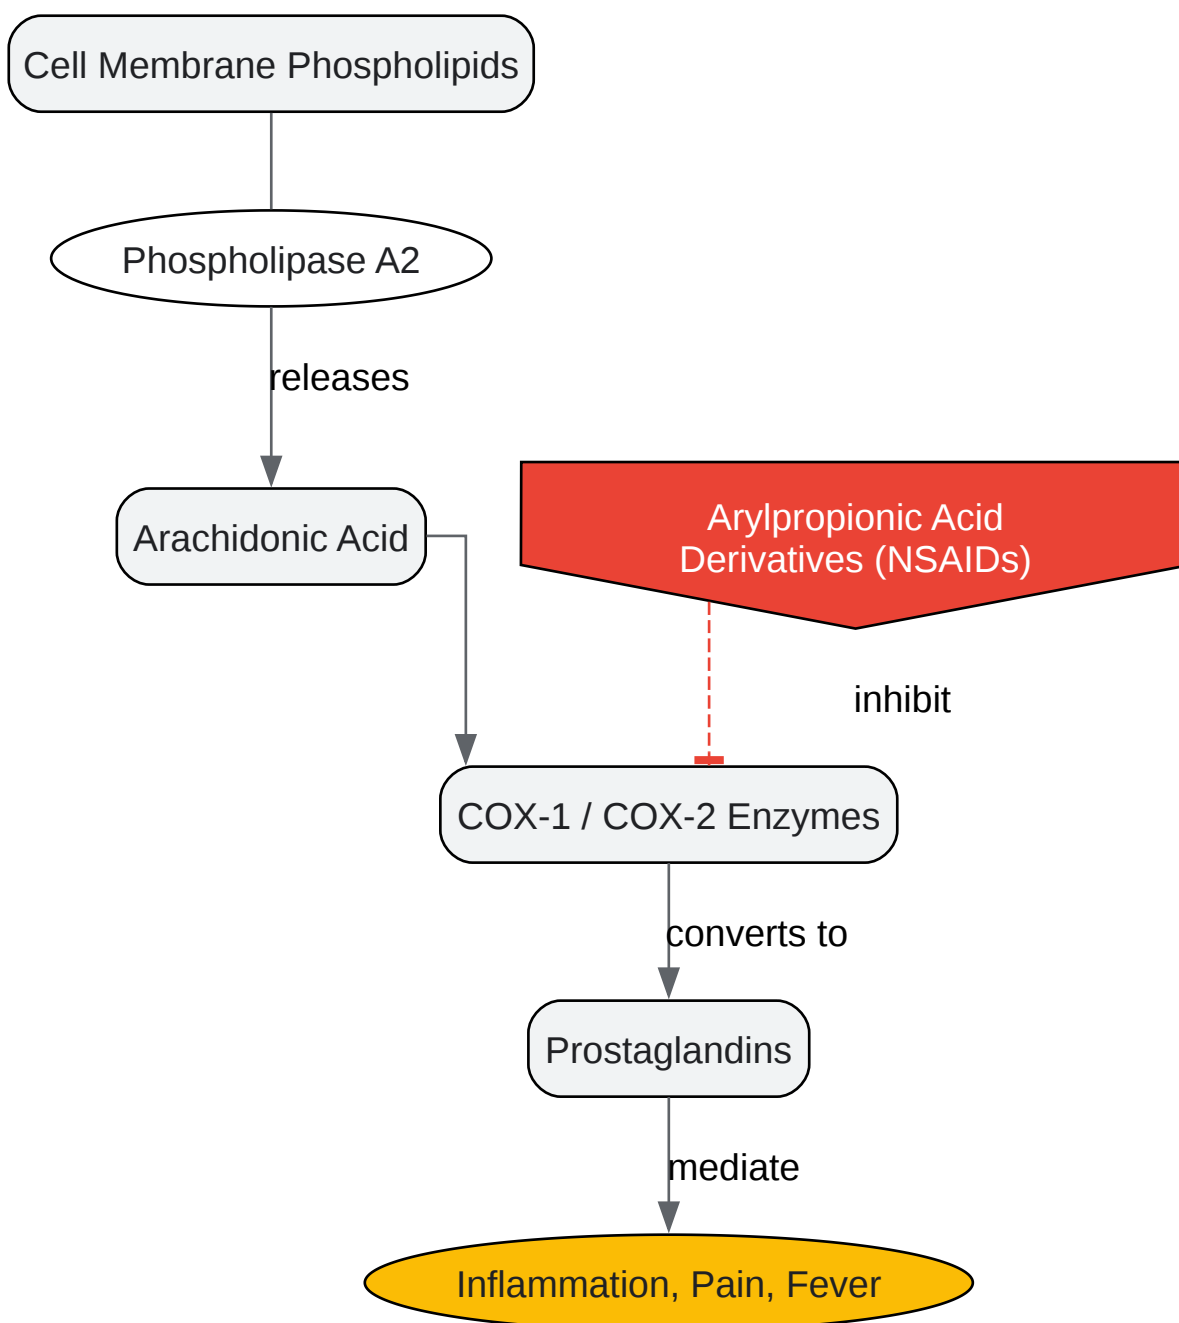 Cell Membrane Phospholipids
Phospholipase A2
releases
Arachidonic Acid
Arylpropionic Acid
Derivatives (NSAIDs)
inhibit
COX-1 / COX-2 Enzymes
converts to
Prostaglandins
mediate
Inflammation, Pain, Fever